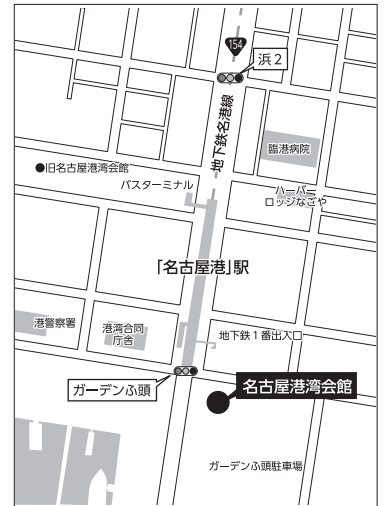 154
浜2
地下鉄名港線
臨港病院
●旧名古屋港湾会館
バスターミナル
ハーバー
ロッジなごや
「名古屋港」駅
港警察署
港湾合同
庁舎
地下鉄1番出入口
ガーデンふ頭
名古屋港湾会館
ガーデンふ頭駐車場